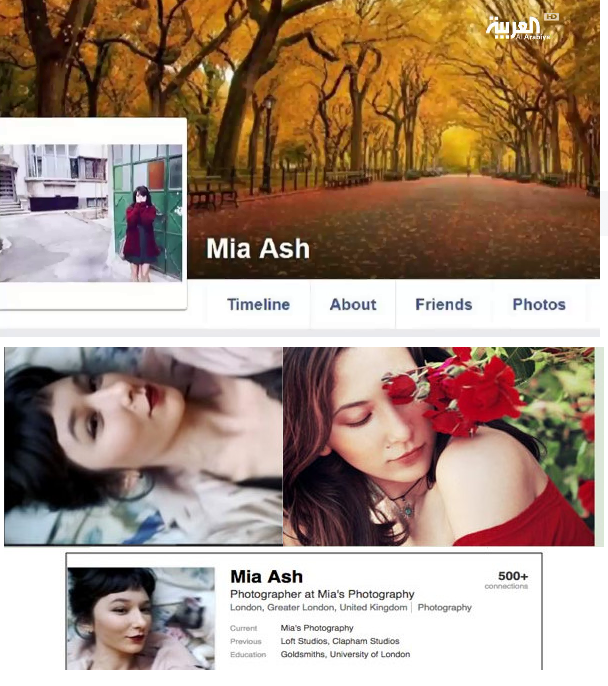 العربية HD
Al Arabiya
Mia Ash
Timeline About Friends Photos
Mia Ash
500+
Photographer at Mia's Photography
connections
London, Greater London, United Kingdom | Photography
Current Mia's Photography
Previous Loft Studios, Clapham Studios
Education Goldsmiths, University of London